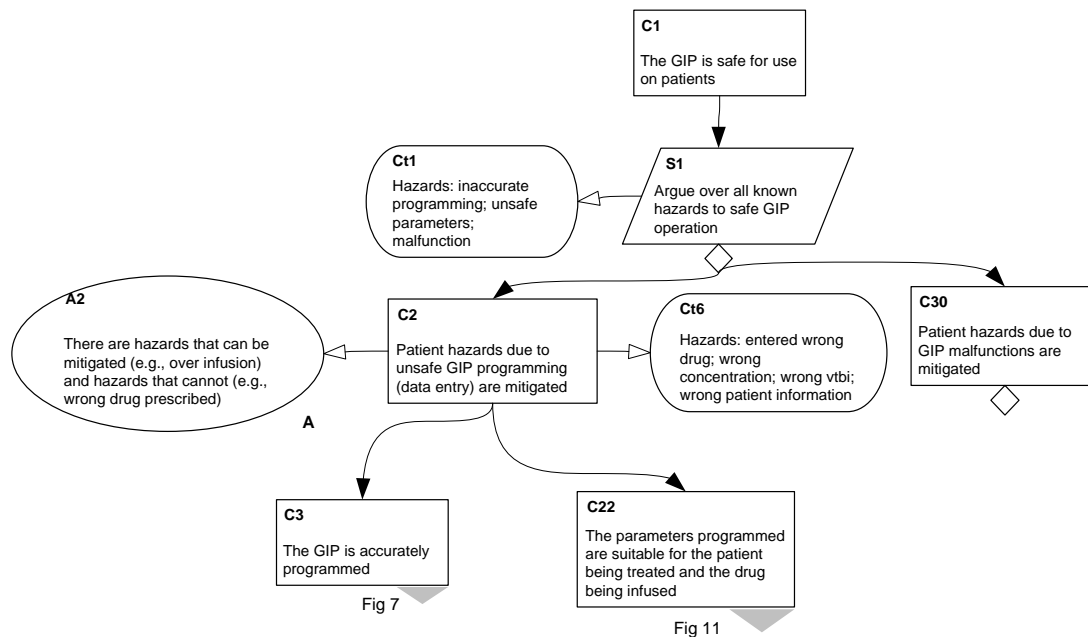 C1
The GIP is safe for use
on patients
Ct1
Hazards: inaccurate
programming; unsafe
parameters;
malfunction
S1
Argue over all known
hazards to safe GIP
operation
A2
There are hazards that can be
mitigated (e.g., over infusion)
and hazards that cannot (e.g.,
wrong drug prescribed)
A
C2
Patient hazards due to
unsafe GIP programming
(data entry) are mitigated
Ct6
Hazards: entered wrong
drug; wrong
concentration; wrong vtbi;
wrong patient information
C30
Patient hazards due to
GIP malfunctions are
mitigated
C3
The GIP is accurately
programmed
Fig 7
C22
The parameters programmed
are suitable for the patient
being treated and the drug
being infused
Fig 11